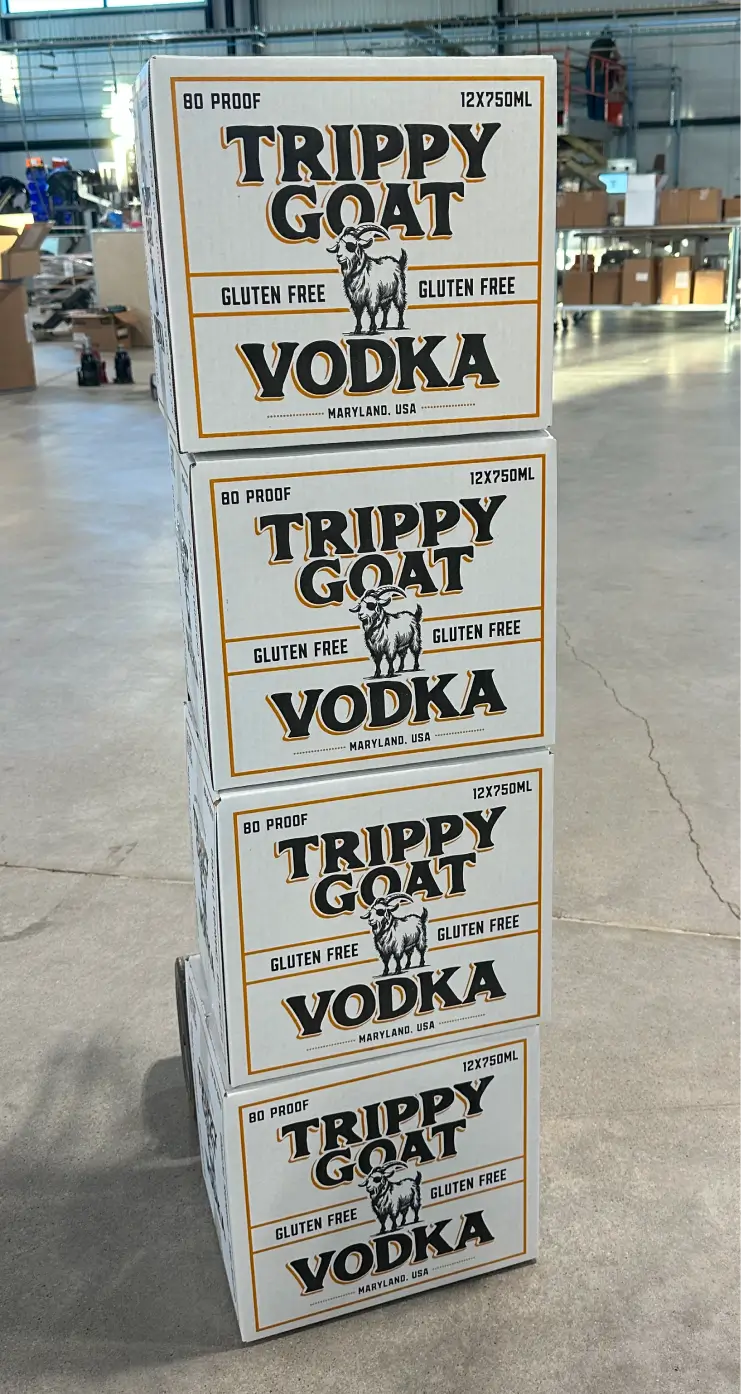 80 PROOF 12X750ML
TRIPPY
GOAT
GLUTEN FREE GLUTEN FREE
VODKA
MARYLAND, USA
80 PROOF 12X750ML
TRIPPY
GOAT
GLUTEN FREE GLUTEN FREE
VODKA
MARYLAND, USA
80 PROOF 12X750ML
TRIPPY
GOAT
GLUTEN FREE GLUTEN FREE
VODKA
MARYLAND, USA
80 PROOF 12X750ML
TRIPPY
GOAT
GLUTEN FREE GLUTEN FREE
VODKA
MARYLAND, USA